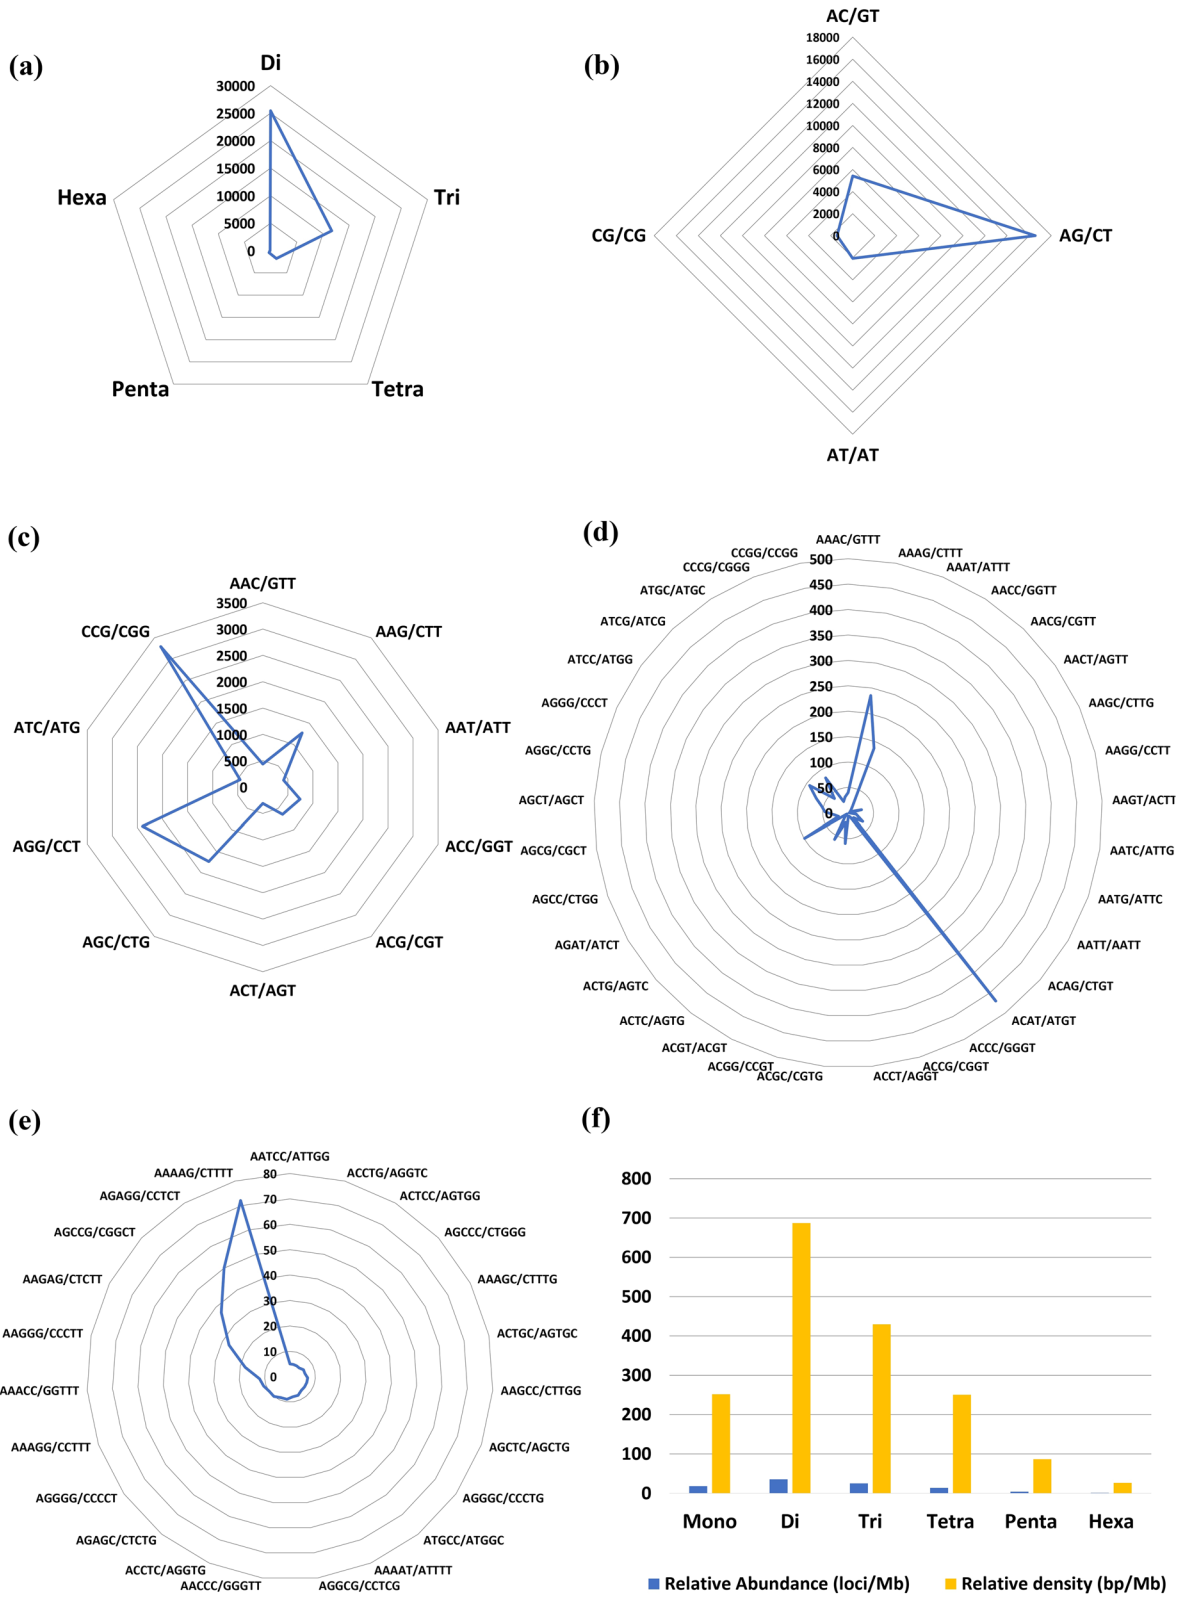 (a)
Di
30000
25000
20000
15000
10000
5000
0
Hexa
Tri
Penta
Tetra
(b)
AC/GT
18000
16000
14000
12000
10000
8000
6000
4000
2000
0
CG/CG
AG/CT
AT/AT
(c)
AAC/GTT
3500
3000
2500
2000
1500
1000
500
0
CCG/CGG
AAG/CTT
ATC/ATG
AAT/ATT
AGG/CCT
ACC/GGT
AGC/CTG
ACG/CGT
ACT/AGT
(d)
AAAC/GTTT
500
450
400
350
300
250
200
150
100
50
0
AAAG/CTTT
AAAT/ATTT
AACC/GGTT
AACG/CGTT
AACT/AGTT
AAGC/CTTG
AAGG/CCTT
AAGT/ACTT
AATC/ATTG
AATG/ATTC
AATT/AATT
ACAG/CTGT
ACAT/ATGT
ACCC/GGGT
ACCG/CGGT
ACCT/AGGT
ACGC/CGTG
ACGG/CCGT
ACGT/ACGT
ACTC/AGTG
ACTG/AGTC
AGAT/ATCT
AGCC/CTGG
AGCG/CGCT
AGCT/AGCT
AGGC/CCTG
AGGG/CCCT
ATCC/ATGG
ATCG/ATCG
ATGC/ATGC
CCCG/CGGG
CCGG/CCGG
(e)
AATCC/ATTGG
80
70
60
50
40
30
20
10
0
ACCTG/AGGTC
ACTCC/AGTGG
AGCCC/CTGGG
AAAGC/CTTTG
ACTGC/AGTGC
AAGCC/CTTGG
AGCTC/AGCTG
AGGGC/CCCTG
ATGCC/ATGGC
AAAAT/ATTTT
AGGCG/CCTCG
AACCC/GGGTT
ACCTC/AGGTG
AGAGC/CTCTG
AGGGG/CCCCT
AAAGG/CCTTT
AAACC/GGTTT
AAGGG/CCCTT
AAGAG/CTCTT
AGCCG/CGGCT
AGAGG/CCTCT
AAAAG/CTTTT
(f)
800
700
600
500
400
300
200
100
0
Mono Di Tri Tetra Penta Hexa
Relative Abundance (loci/Mb) Relative density (bp/Mb)